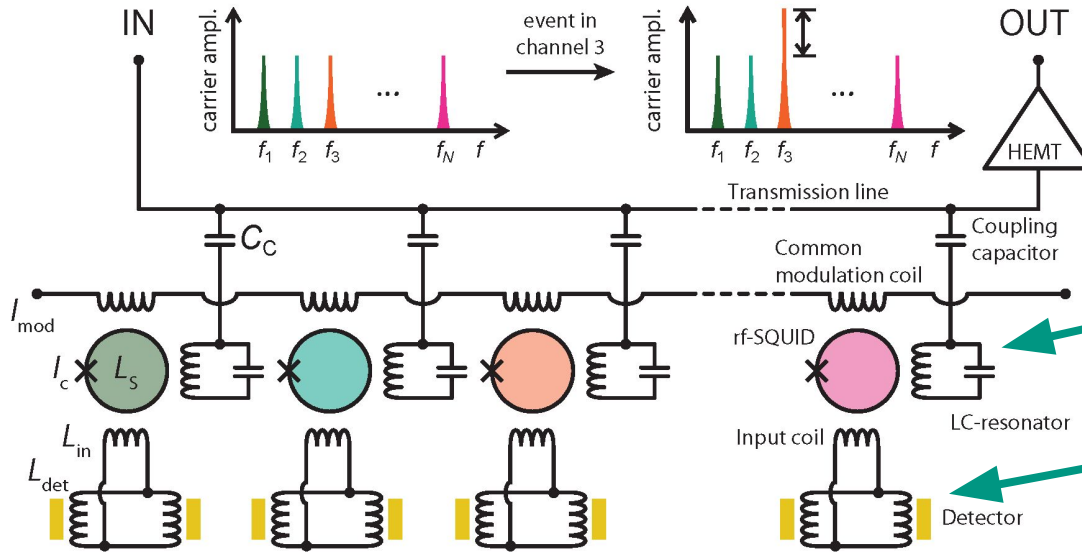 IN
carrier ampl.
f1 f2 f3 ... fN f
event in
channel 3
carrier ampl.
f1 f2 f3 ... fN f
OUT
HEMT
Transmission line
CC
Coupling
capacitor
Common
modulation coil
Imod
rf-SQUID
Ic LS
LC-resonator
Lin
Input coil
Ldet
Detector